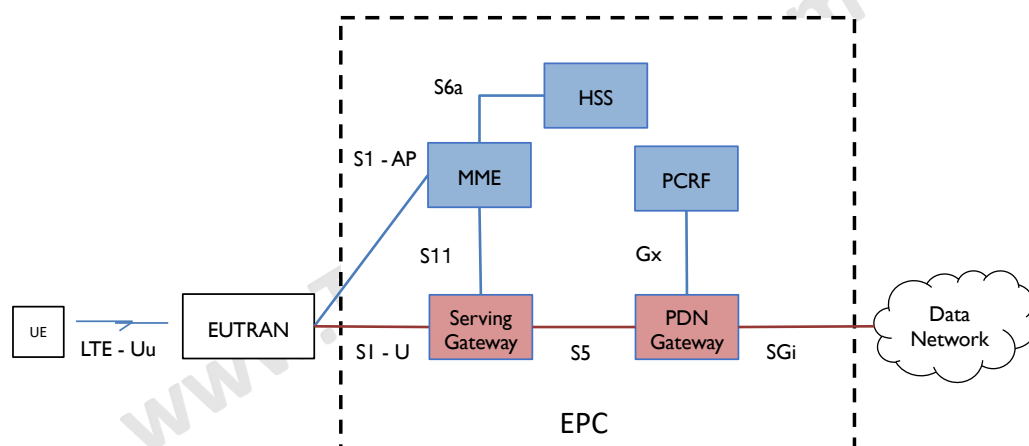 S6a
HSS
S1 - AP
MME
PCRF
S11
Gx
UE
LTE - Uu
EUTRAN
S1 - U
Serving
Gateway
S5
PDN
Gateway
SGi
Data
Network
EPC
www.